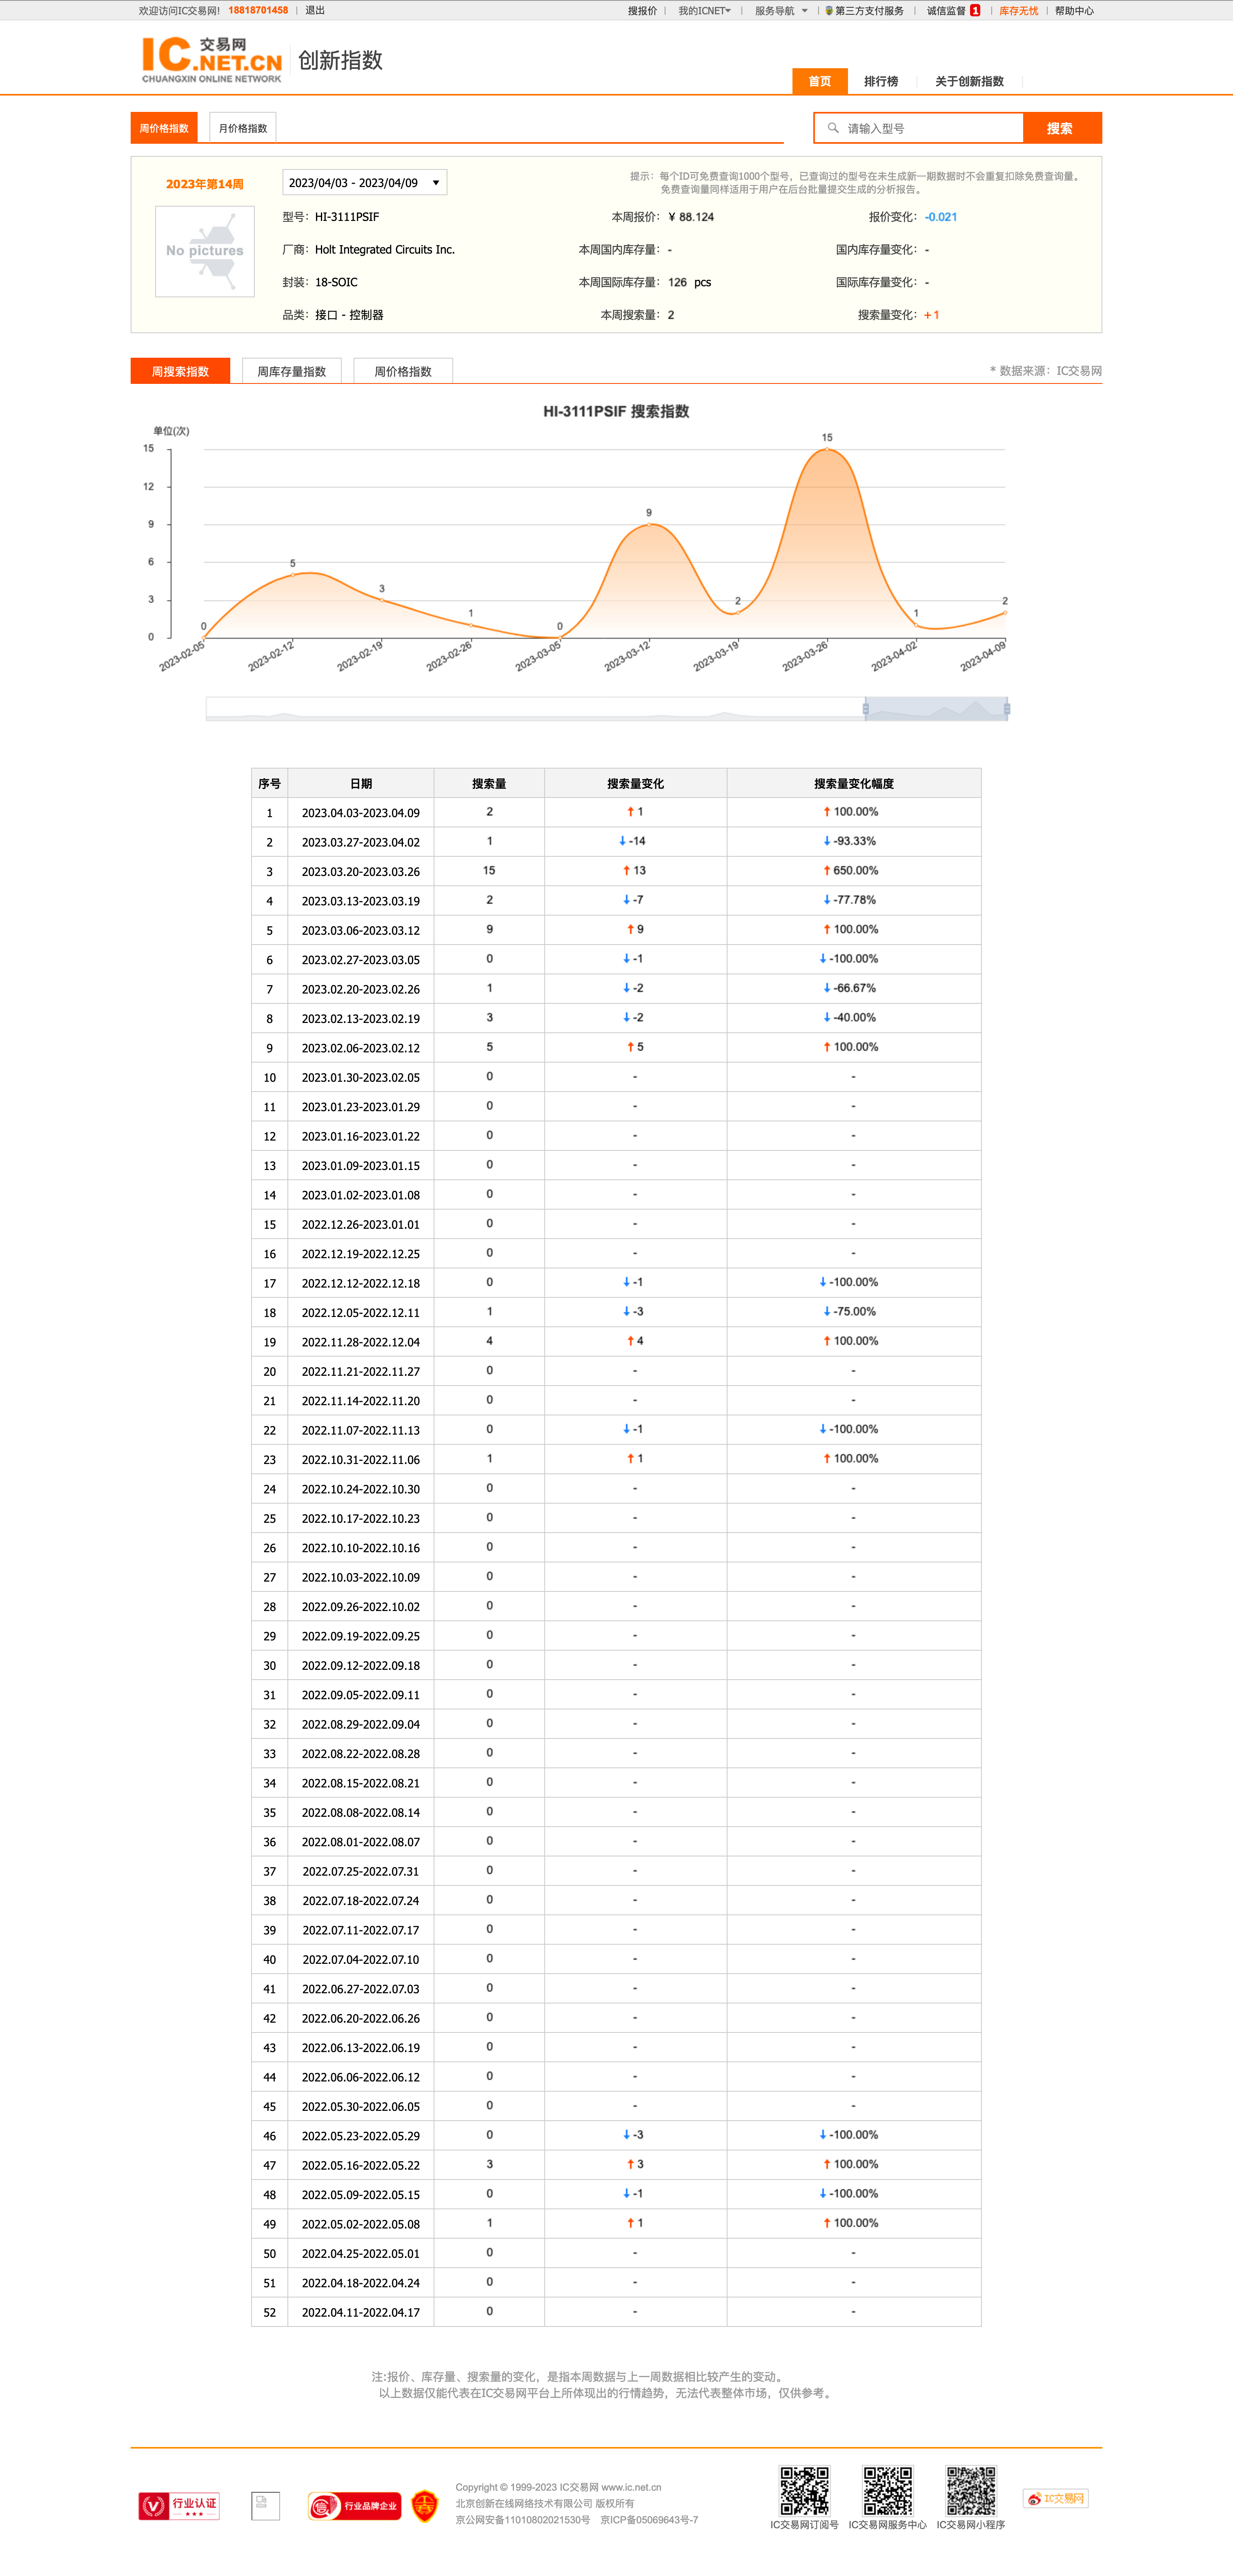 欢迎访问IC交易网! 18818701458 | 退出 搜报价 | 我的ICNET | 服务导航 | 第三方支付服务 | 诚信监督 1 | 库存无忧 | 帮助中心
IC 交易网
.NET.CN
CHUANGXIN ONLINE NETWORK
创新指数
首页 排行榜 关于创新指数
周价格指数 月价格指数 请输入型号 搜索
2023年第14周 2023/04/03 - 2023/04/09
提示：每个ID可免费查询1000个型号，已查询过的型号在未生成新一期数据时不会重复扣除免费查询量。
免费查询量同样适用于用户在后台批量提交生成的分析报告。
No pictures
型号：HI-3111PSIF 本周报价：¥ 88.124 报价变化：-0.021
厂商：Holt Integrated Circuits Inc. 本周国内库存量：- 国内库存量变化：-
封装：18-SOIC 本周国际库存量：126 pcs 国际库存量变化：-
品类：接口 - 控制器 本周搜索量：2 搜索量变化：+1
周搜索指数 周库存量指数 周价格指数 * 数据来源：IC交易网
HI-3111PSIF 搜索指数
单位(次)
15
12
9
6
3
0
0 5 3 1 0 9 2 15 1 2
2023-02-05 2023-02-12 2023-02-19 2023-02-26 2023-03-05 2023-03-12 2023-03-19 2023-03-26 2023-04-02 2023-04-09
序号 日期 搜索量 搜索量变化 搜索量变化幅度
1 2023.04.03-2023.04.09 2 ↑ 1 ↑ 100.00%
2 2023.03.27-2023.04.02 1 ↓ -14 ↓ -93.33%
3 2023.03.20-2023.03.26 15 ↑ 13 ↑ 650.00%
4 2023.03.13-2023.03.19 2 ↓ -7 ↓ -77.78%
5 2023.03.06-2023.03.12 9 ↑ 9 ↑ 100.00%
6 2023.02.27-2023.03.05 0 ↓ -1 ↓ -100.00%
7 2023.02.20-2023.02.26 1 ↓ -2 ↓ -66.67%
8 2023.02.13-2023.02.19 3 ↓ -2 ↓ -40.00%
9 2023.02.06-2023.02.12 5 ↑ 5 ↑ 100.00%
10 2023.01.30-2023.02.05 0 - -
11 2023.01.23-2023.01.29 0 - -
12 2023.01.16-2023.01.22 0 - -
13 2023.01.09-2023.01.15 0 - -
14 2023.01.02-2023.01.08 0 - -
15 2022.12.26-2023.01.01 0 - -
16 2022.12.19-2022.12.25 0 - -
17 2022.12.12-2022.12.18 0 ↓ -1 ↓ -100.00%
18 2022.12.05-2022.12.11 1 ↓ -3 ↓ -75.00%
19 2022.11.28-2022.12.04 4 ↑ 4 ↑ 100.00%
20 2022.11.21-2022.11.27 0 - -
21 2022.11.14-2022.11.20 0 - -
22 2022.11.07-2022.11.13 0 ↓ -1 ↓ -100.00%
23 2022.10.31-2022.11.06 1 ↑ 1 ↑ 100.00%
24 2022.10.24-2022.10.30 0 - -
25 2022.10.17-2022.10.23 0 - -
26 2022.10.10-2022.10.16 0 - -
27 2022.10.03-2022.10.09 0 - -
28 2022.09.26-2022.10.02 0 - -
29 2022.09.19-2022.09.25 0 - -
30 2022.09.12-2022.09.18 0 - -
31 2022.09.05-2022.09.11 0 - -
32 2022.08.29-2022.09.04 0 - -
33 2022.08.22-2022.08.28 0 - -
34 2022.08.15-2022.08.21 0 - -
35 2022.08.08-2022.08.14 0 - -
36 2022.08.01-2022.08.07 0 - -
37 2022.07.25-2022.07.31 0 - -
38 2022.07.18-2022.07.24 0 - -
39 2022.07.11-2022.07.17 0 - -
40 2022.07.04-2022.07.10 0 - -
41 2022.06.27-2022.07.03 0 - -
42 2022.06.20-2022.06.26 0 - -
43 2022.06.13-2022.06.19 0 - -
44 2022.06.06-2022.06.12 0 - -
45 2022.05.30-2022.06.05 0 - -
46 2022.05.23-2022.05.29 0 ↓ -3 ↓ -100.00%
47 2022.05.16-2022.05.22 3 ↑ 3 ↑ 100.00%
48 2022.05.09-2022.05.15 0 ↓ -1 ↓ -100.00%
49 2022.05.02-2022.05.08 1 ↑ 1 ↑ 100.00%
50 2022.04.25-2022.05.01 0 - -
51 2022.04.18-2022.04.24 0 - -
52 2022.04.11-2022.04.17 0 - -
注:报价、库存量、搜索量的变化，是指本周数据与上一周数据相比较产生的变动。
以上数据仅能代表在IC交易网平台上所体现出的行情趋势，无法代表整体市场，仅供参考。
行业认证
行业品牌企业
Copyright © 1999-2023 IC交易网 www.ic.net.cn
北京创新在线网络技术有限公司 版权所有
京公网安备11010802021530号 京ICP备05069643号-7
IC交易网订阅号 IC交易网服务中心 IC交易网小程序
IC交易网